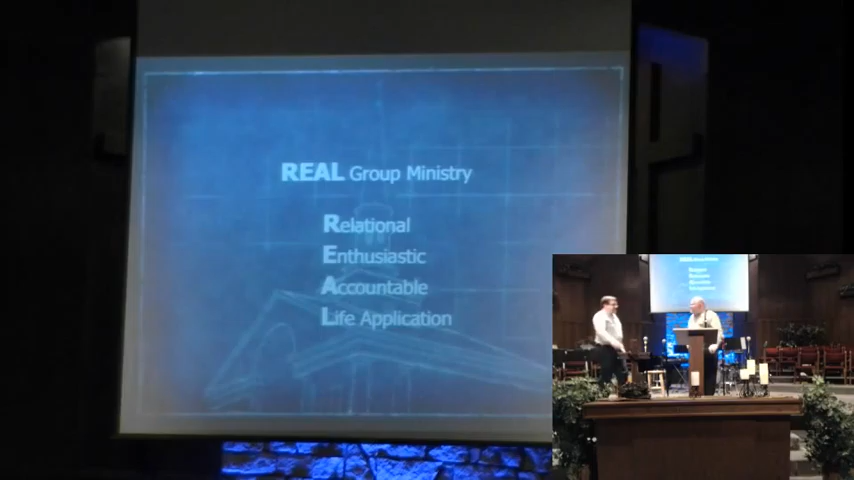 REAL Group Ministry
Relational
Enthusiastic
Accountable
Life Application